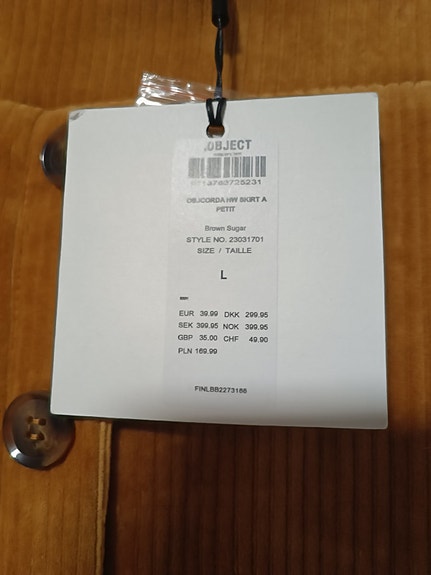 .OBJECT
OBJCORDA HW SKIRT A
PETIT
Brown Sugar
STYLE NO. 23031701
SIZE / TAILLE
L
EUR 39.99 DKK 299.95
SEK 399.95 NOK 399.95
GBP 35.00 CHF 49.90
PLN 169.99
FINLBB2273166